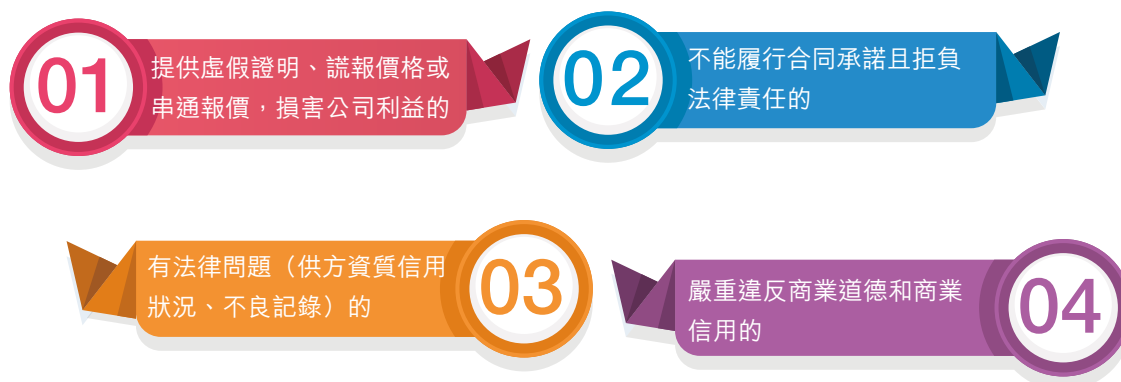 01
提供虛假證明、謊報價格或
串通報價，損害公司利益的
02
不能履行合同承諾且拒負
法律責任的
有法律問題（供方資質信用
狀況、不良記錄）的
03
嚴重違反商業道德和商業
信用的
04